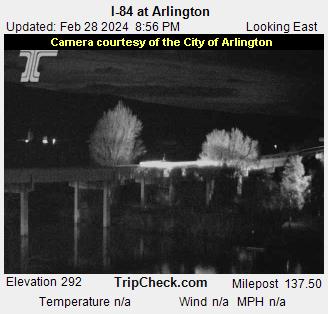 I-84 at Arlington
Updated: Feb 28 2024 8:56 PM Looking East
Camera courtesy of the City of Arlington
Elevation 292 TripCheck.com Milepost 137.50
Temperature n/a Wind n/a MPH n/a